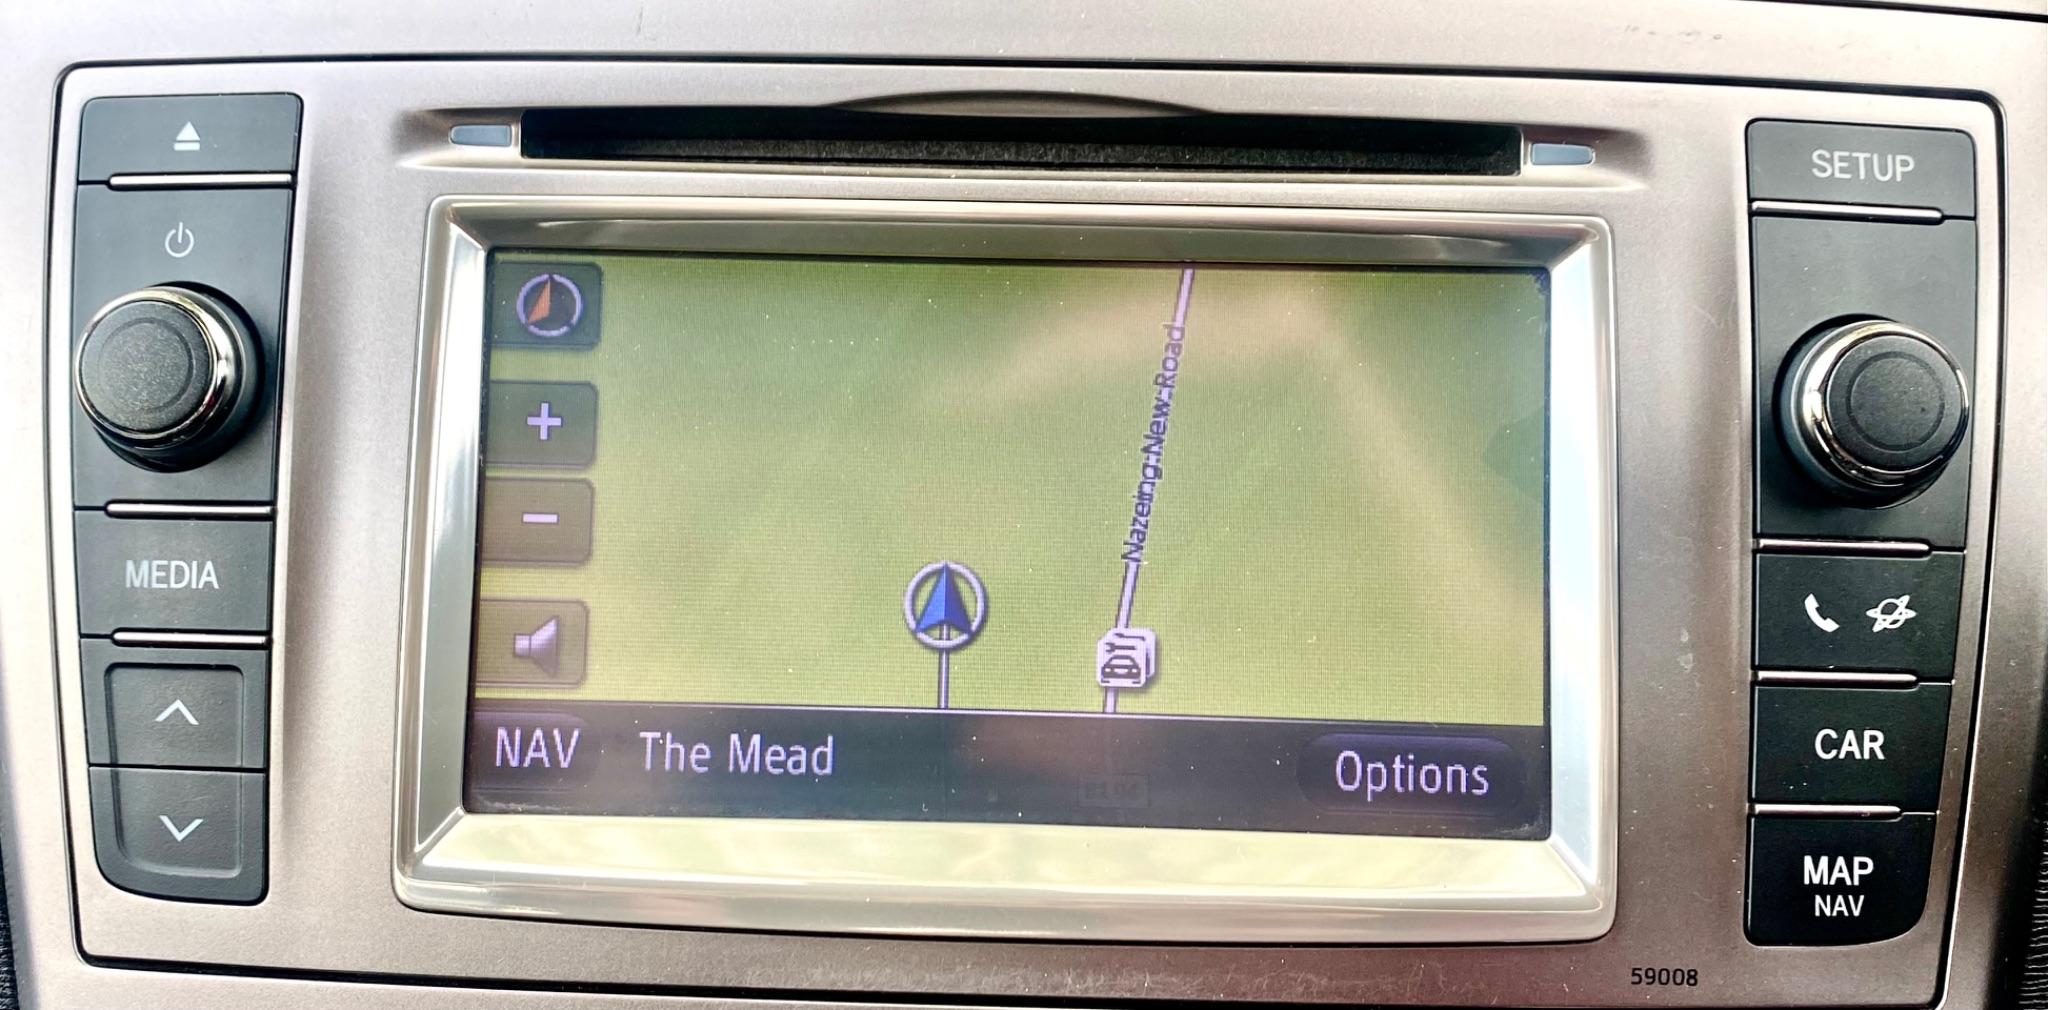 SETUP
MEDIA
Nazeing New Road
NAV
The Mead
Options
CAR
MAP
NAV
59008